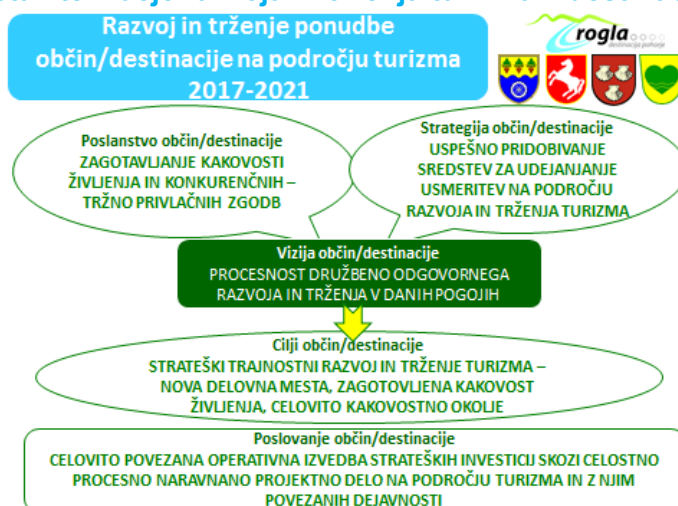 Razvoj in trženje ponudbe
občin/destinacije na področju turizma
2017-2021
rogla
destinacija pohorje
Poslanstvo občin/destinacije
ZAGOTAVLJANJE KAKOVOSTI
ŽIVLJENJA IN KONKURENČNIH –
TRŽNO PRIVLAČNIH ZGODB
Strategija občin/destinacije
USPEŠNO PRIDOBIVANJE
SREDSTEV ZA UDEJANJANJE
USMERITEV NA PODROČJU
RAZVOJA IN TRŽENJA TURIZMA
Vizija občin/destinacije
PROCESNOST DRUŽBENO ODGOVORNEGA
RAZVOJA IN TRŽENJA V DANIH POGOJIH
Cilji občin/destinacije
STRATEŠKI TRAJNOSTNI RAZVOJ IN TRŽENJE TURIZMA –
NOVA DELOVNA MESTA, ZAGOTOVLJENA KAKOVOST
ŽIVLJENJA, CELOVITO KAKOVOSTNO OKOLJE
Poslovanje občin/destinacije
CELOVITO POVEZANA OPERATIVNA IZVEDBA STRATEŠKIH INVESTICIJ SKOZI CELOSTNO
PROCESNO NARAVNANO PROJEKTNO DELO NA PODROČJU TURIZMA IN Z NJIM
POVEZANIH DEJAVNOSTI